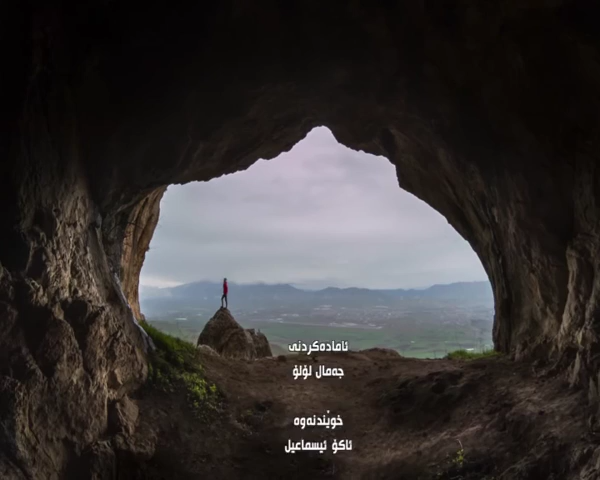 ئامادەکردنی
جەمال لۆلۆ
خوێندنەوە
ئاکۆ ئیسماعیل